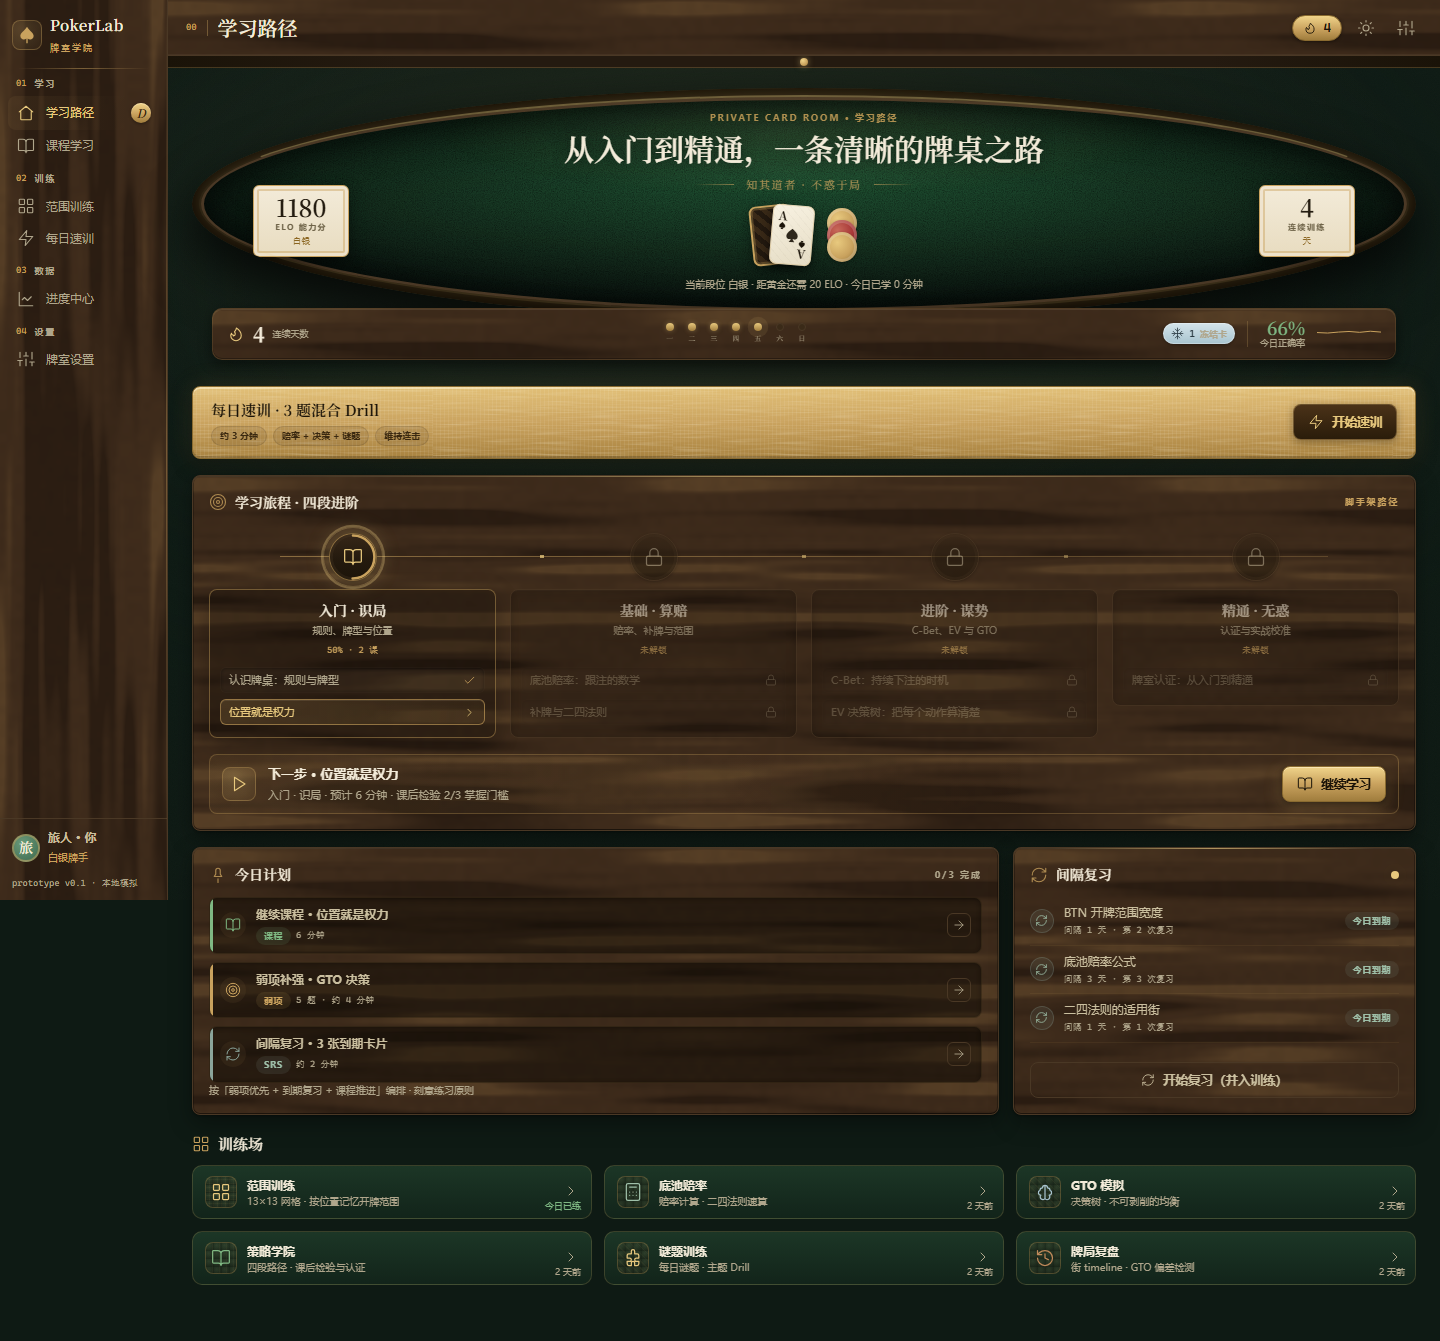 PokerLab
牌室学院
01 学习
学习路径 D
课程学习
02 训练
范围训练
每日速训
03 数据
进度中心
04 设置
牌室设置
旅
旅人 • 你
白银牌手
prototype v0.1 · 本地模拟
00 学习路径
4
PRIVATE CARD ROOM • 学习路径
从入门到精通，一条清晰的牌桌之路
知其道者 · 不惑于局
1180
ELO 能力分
白银
A
A
4
连续训练
天
当前段位 白银 · 距黄金还需 20 ELO · 今日已学 0 分钟
4 连续天数
一 二 三 四 五 六 日
1 冻结卡
66%
今日正确率
每日速训 · 3 题混合 Drill
约 3 分钟 赔率 + 决策 + 谜题 维持连击
开始速训
学习旅程 · 四段进阶
脚手架路径
入门 · 识局
规则、牌型与位置
50% · 2 课
认识牌桌：规则与牌型
位置就是权力
基础 · 算赔
赔率、补牌与范围
未解锁
底池赔率：跟注的数学
补牌与二四法则
进阶 · 谋势
C-Bet、EV 与 GTO
未解锁
C-Bet：持续下注的时机
EV 决策树：把每个动作算清楚
精通 · 无惑
认证与实战校准
未解锁
牌室认证：从入门到精通
下一步 • 位置就是权力
入门 · 识局 · 预计 6 分钟 · 课后检验 2/3 掌握门槛
继续学习
今日计划
0/3 完成
继续课程 • 位置就是权力
课程 6 分钟
弱项补强 • GTO 决策
弱项 5 题 · 约 4 分钟
间隔复习 • 3 张到期卡片
SRS 约 2 分钟
按「弱项优先 + 到期复习 + 课程推进」编排 · 刻意练习原则
间隔复习
BTN 开牌范围宽度
间隔 1 天 · 第 2 次复习
今日到期
底池赔率公式
间隔 3 天 · 第 3 次复习
今日到期
二四法则的适用街
间隔 1 天 · 第 1 次复习
今日到期
开始复习（并入训练）
训练场
范围训练
13×13 网格 · 按位置记忆开牌范围
今日已练
底池赔率
赔率计算 · 二四法则速算
2 天前
GTO 模拟
决策树 · 不可剥削的均衡
2 天前
策略学院
四段路径 · 课后检验与认证
2 天前
谜题训练
每日谜题 · 主题 Drill
2 天前
牌局复盘
街 timeline · GTO 偏差检测
2 天前